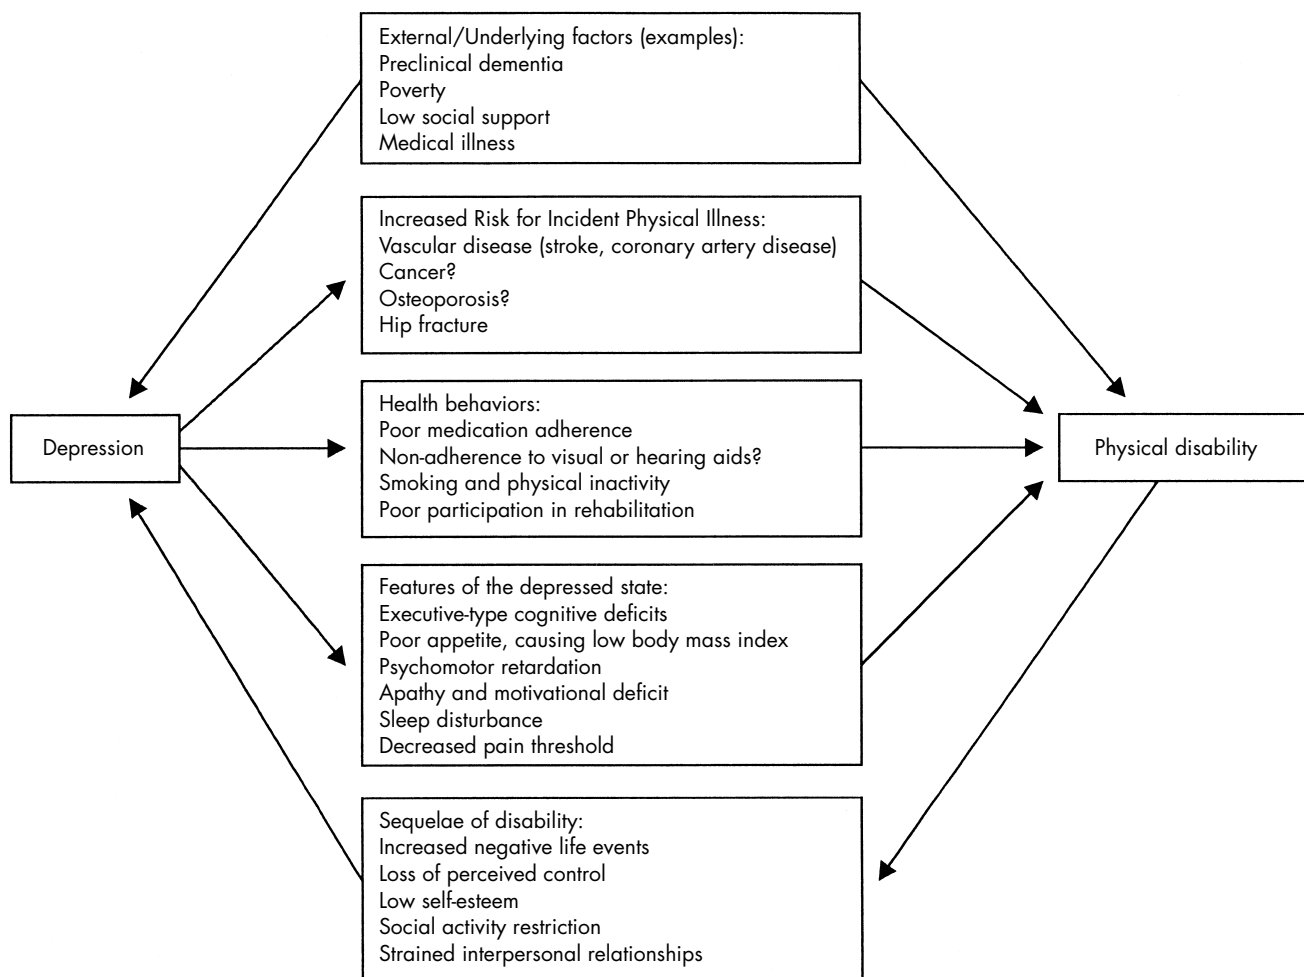 External/Underlying factors (examples):
Preclinical dementia
Poverty
Low social support
Medical illness
Increased Risk for Incident Physical Illness:
Vascular disease (stroke, coronary artery disease)
Cancer?
Osteoporosis?
Hip fracture
Depression
Health behaviors:
Poor medication adherence
Non-adherence to visual or hearing aids?
Smoking and physical inactivity
Poor participation in rehabilitation
Physical disability
Features of the depressed state:
Executive-type cognitive deficits
Poor appetite, causing low body mass index
Psychomotor retardation
Apathy and motivational deficit
Sleep disturbance
Decreased pain threshold
Sequelae of disability:
Increased negative life events
Loss of perceived control
Low self-esteem
Social activity restriction
Strained interpersonal relationships